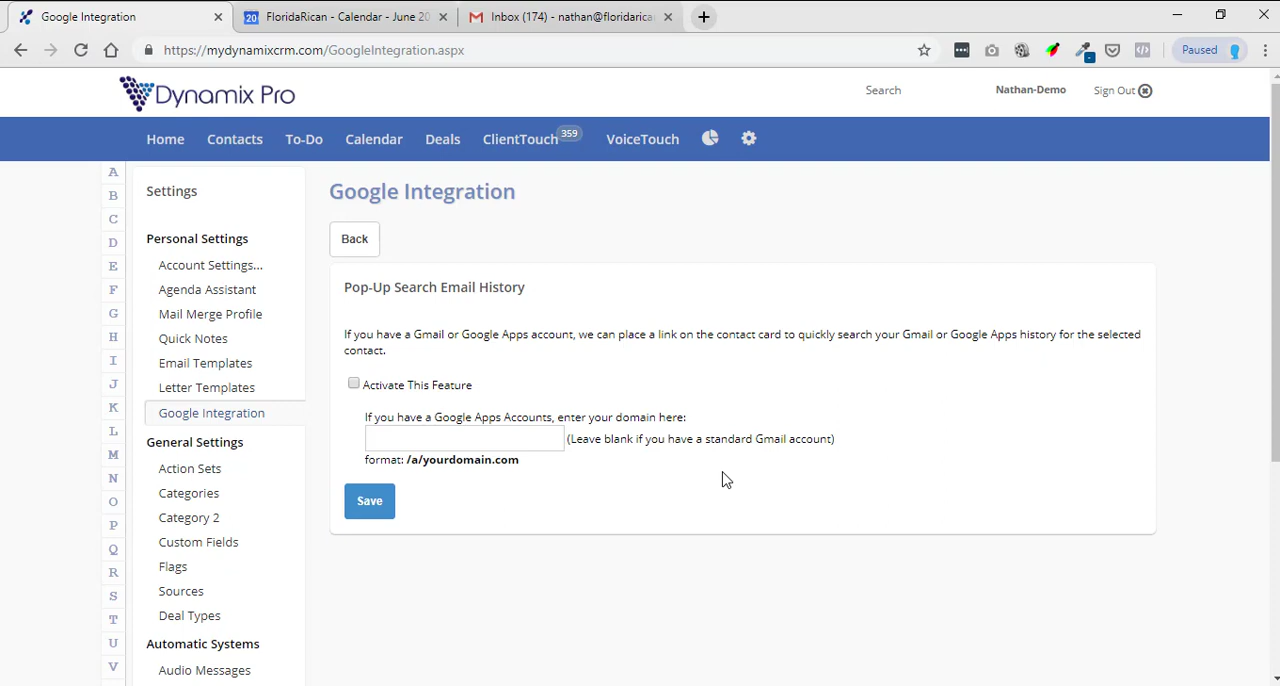 Google Integration
FloridaRican - Calendar - June 20
Inbox (174) - nathan@floridarica
https://mydynamixcrm.com/GoogleIntegration.aspx
Paused
Dynamix Pro
Search
Nathan-Demo
Sign Out
Home
Contacts
To-Do
Calendar
Deals
ClientTouch 359
VoiceTouch
A
B
C
D
E
F
G
H
I
J
K
L
M
N
O
P
Q
R
S
T
U
V
Settings
Personal Settings
Account Settings...
Agenda Assistant
Mail Merge Profile
Quick Notes
Email Templates
Letter Templates
Google Integration
General Settings
Action Sets
Categories
Category 2
Custom Fields
Flags
Sources
Deal Types
Automatic Systems
Audio Messages
Google Integration
Back
Pop-Up Search Email History
If you have a Gmail or Google Apps account, we can place a link on the contact card to quickly search your Gmail or Google Apps history for the selected
contact.
Activate This Feature
If you have a Google Apps Accounts, enter your domain here:
(Leave blank if you have a standard Gmail account)
format: /a/yourdomain.com
Save